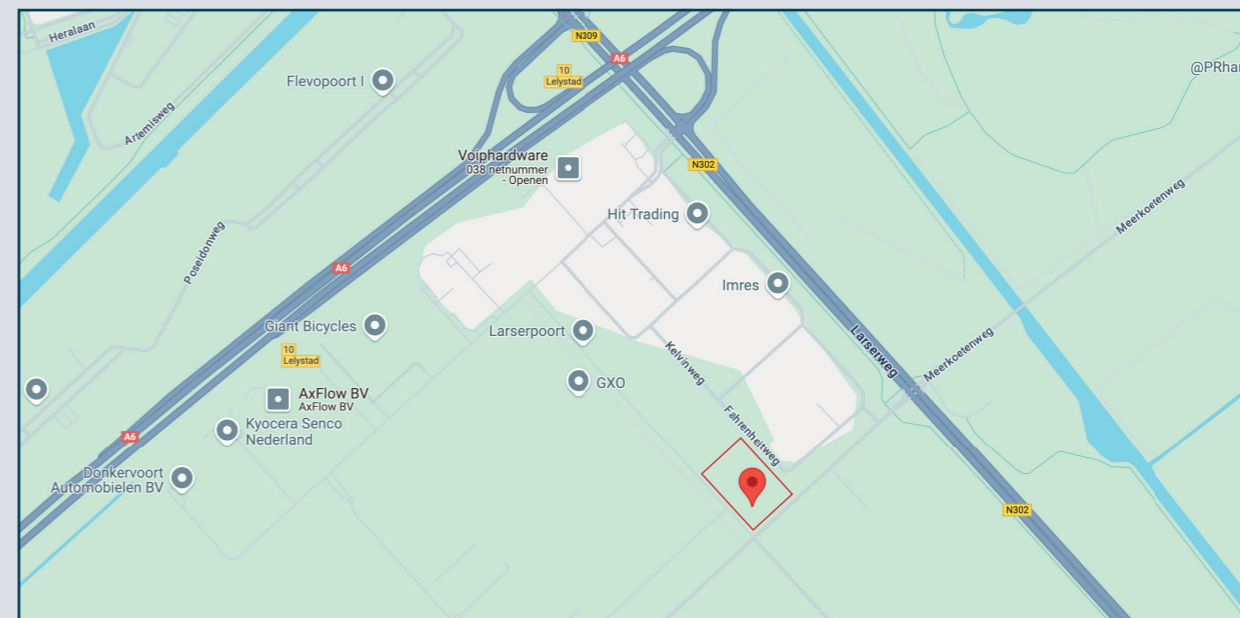 Heralaan
N309
A6
10
Lelystad
@PRhar
Flevopoort I
Artemisweg
Voiphardware
038 netnummer
- Openen
N302
Meerkoetenweg
Hit Trading
Poseidonweg
A6
Imres
Giant Bicycles
Larserpoort
Larserweg
10
Lelystad
Kelvinweg
Meerkoetenweg
GXO
AxFlow BV
AxFlow BV
Kyocera Senco
Nederland
Fahrenheitweg
A6
Donkervoort
Automobielen BV
N302